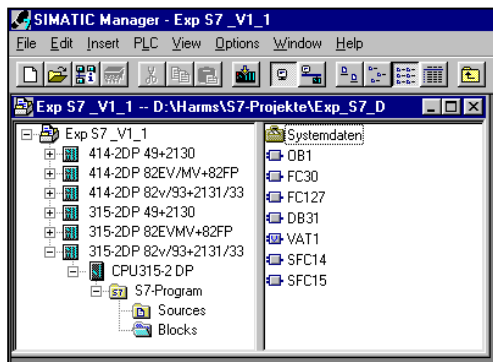 SIMATIC Manager - Exp S7 _V1_1
File Edit Insert PLC View Options Window Help
Exp S7 _V1_1 -- D:\Harms\S7-Projekte\Exp_S7_D
Exp S7 _V1_1
414-2DP 49+2130
414-2DP 82EV/MV+82FP
414-2DP 82v/93+2131/33
315-2DP 49+2130
315-2DP 82EVMV+82FP
315-2DP 82v/93+2131/33
CPU315-2 DP
S7-Program
Sources
Blocks
Systemdaten
OB1
FC30
FC127
DB31
VAT1
SFC14
SFC15